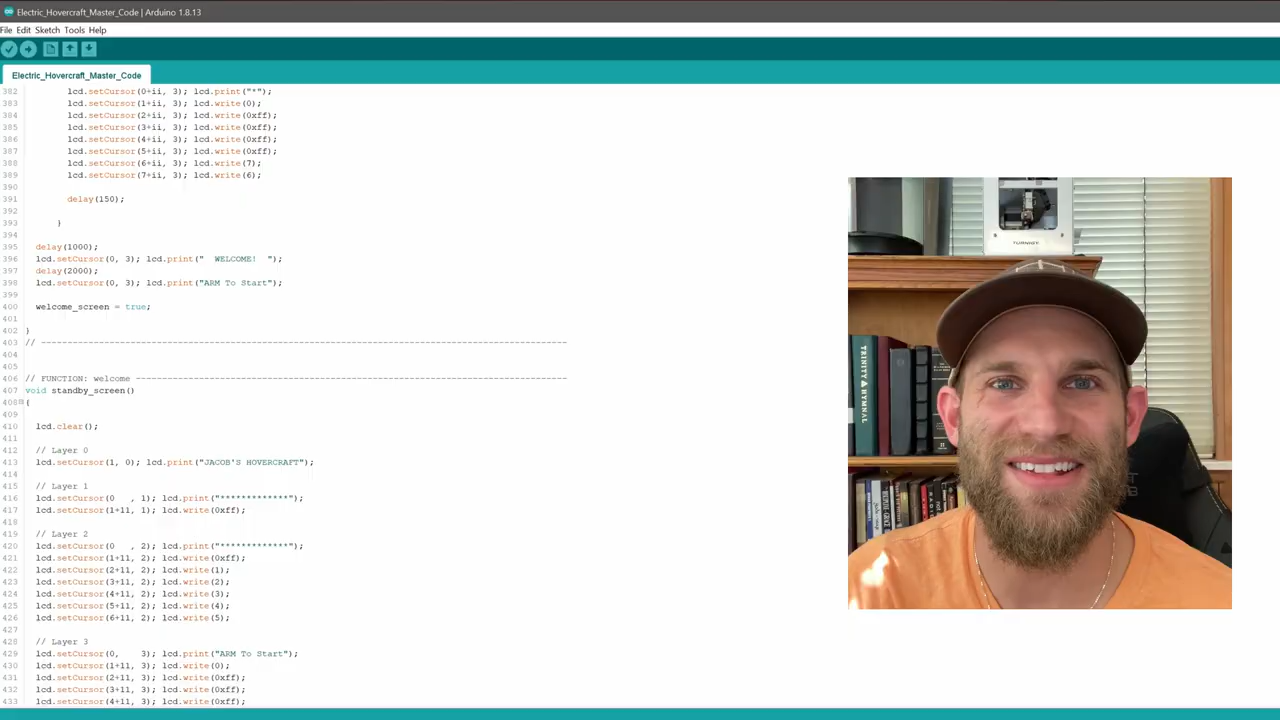 Electric_Hovercraft_Master_Code | Arduino 1.8.13
File Edit Sketch Tools Help
Electric_Hovercraft_Master_Code
382 lcd.setCursor(0+ii, 3); lcd.print("*");
383 lcd.setCursor(1+ii, 3); lcd.write(0);
384 lcd.setCursor(2+ii, 3); lcd.write(0xff);
385 lcd.setCursor(3+ii, 3); lcd.write(0xff);
386 lcd.setCursor(4+ii, 3); lcd.write(0xff);
387 lcd.setCursor(5+ii, 3); lcd.write(0xff);
388 lcd.setCursor(6+ii, 3); lcd.write(7);
389 lcd.setCursor(7+ii, 3); lcd.write(6);
390
391 delay(150);
392
393 }
394
395 delay(1000);
396 lcd.setCursor(0, 3); lcd.print("  WELCOME!  ");
397 delay(2000);
398 lcd.setCursor(0, 3); lcd.print("ARM To Start");
399
400 welcome_screen = true;
401
402 }
403 // --------------------------------------------------------------------------------------------------
404
405
406 // FUNCTION: welcome --------------------------------------------------------------------------------
407 void standby_screen()
408 {
409
410 lcd.clear();
411
412 // Layer 0
413 lcd.setCursor(1, 0); lcd.print("JACOB'S HOVERCRAFT");
414
415 // Layer 1
416 lcd.setCursor(0   , 1); lcd.print("*************");
417 lcd.setCursor(1+11, 1); lcd.write(0xff);
418
419 // Layer 2
420 lcd.setCursor(0   , 2); lcd.print("*************");
421 lcd.setCursor(1+11, 2); lcd.write(0xff);
422 lcd.setCursor(2+11, 2); lcd.write(1);
423 lcd.setCursor(3+11, 2); lcd.write(2);
424 lcd.setCursor(4+11, 2); lcd.write(3);
425 lcd.setCursor(5+11, 2); lcd.write(4);
426 lcd.setCursor(6+11, 2); lcd.write(5);
427
428 // Layer 3
429 lcd.setCursor(0,    3); lcd.print("ARM To Start");
430 lcd.setCursor(1+11, 3); lcd.write(0);
431 lcd.setCursor(2+11, 3); lcd.write(0xff);
432 lcd.setCursor(3+11, 3); lcd.write(0xff);
433 lcd.setCursor(4+11, 3); lcd.write(0xff);
TRINITY HYMNAL